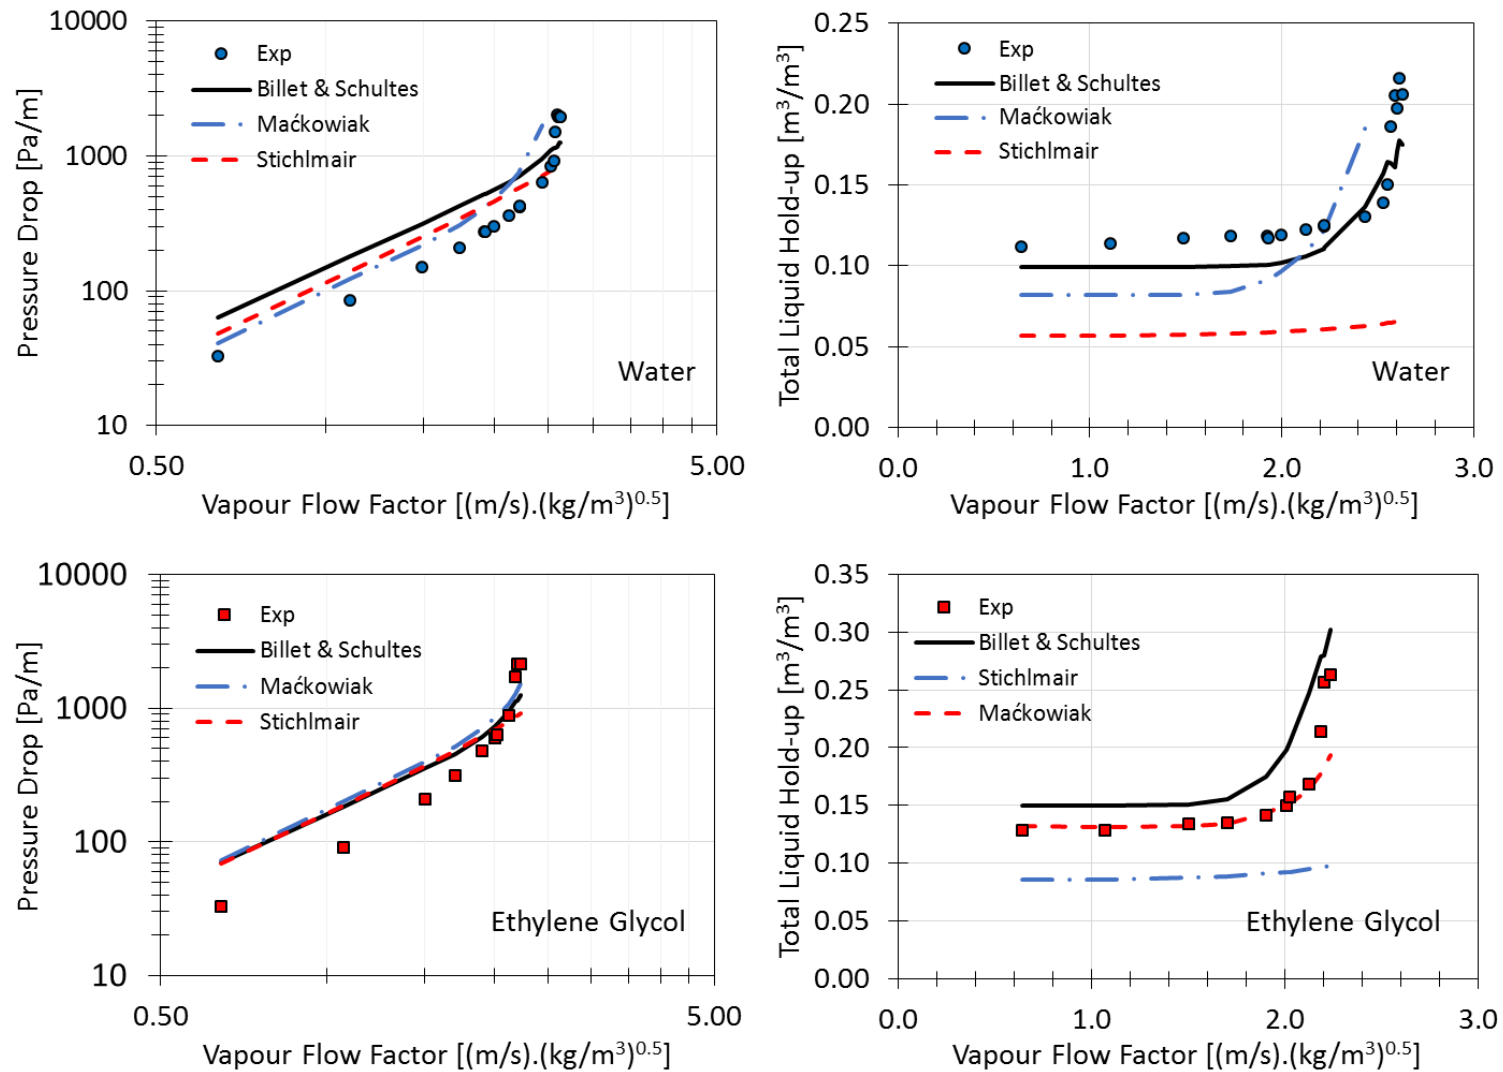 10000
1000
100
10
Pressure Drop [Pa/m]
Exp
Billet & Schultes
Maćkowiak
Stichlmair
Water
0.50
5.00
Vapour Flow Factor [(m/s).(kg/m³)⁰·⁵]
0.25
0.20
0.15
0.10
0.05
0.00
Total Liquid Hold-up [m³/m³]
Exp
Billet & Schultes
Maćkowiak
Stichlmair
Water
0.0
1.0
2.0
3.0
Vapour Flow Factor [(m/s).(kg/m³)⁰·⁵]
10000
1000
100
10
Pressure Drop [Pa/m]
Exp
Billet & Schultes
Maćkowiak
Stichlmair
Ethylene Glycol
0.50
5.00
Vapour Flow Factor [(m/s).(kg/m³)⁰·⁵]
0.35
0.30
0.25
0.20
0.15
0.10
0.05
0.00
Total Liquid Hold-up [m³/m³]
Exp
Billet & Schultes
Stichlmair
Maćkowiak
Ethylene Glycol
0.0
1.0
2.0
3.0
Vapour Flow Factor [(m/s).(kg/m³)⁰·⁵]